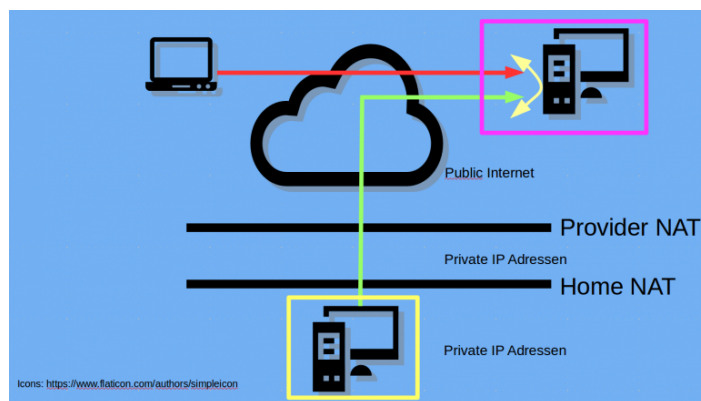 Public Internet
Provider NAT
Private IP Adressen
Home NAT
Private IP Adressen
Icons: https://www.flaticon.com/authors/simpleicon